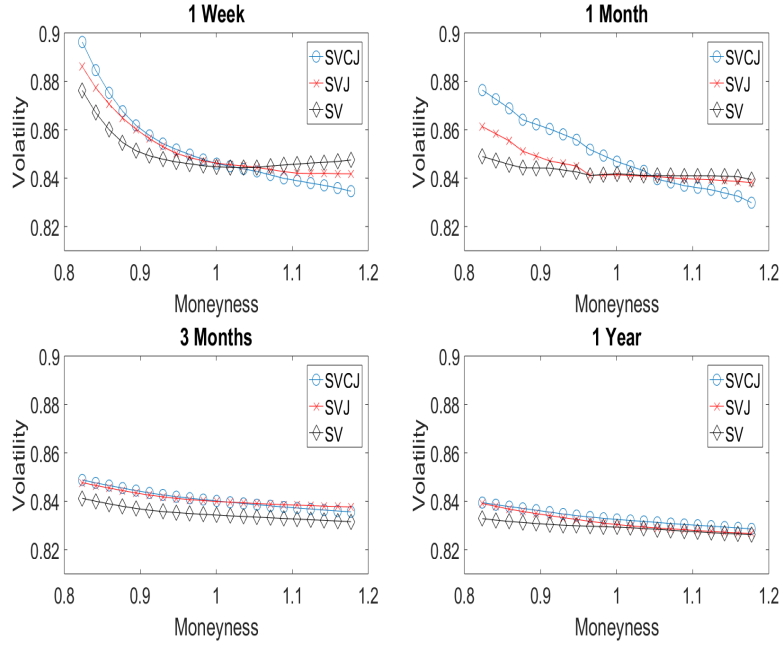 1 Week
0.9
0.88
0.86
0.84
0.82
Volatility
SVCJ
SVJ
SV
0.8 0.9 1 1.1 1.2
Moneyness
1 Month
0.9
0.88
0.86
0.84
0.82
Volatility
SVCJ
SVJ
SV
0.8 0.9 1 1.1 1.2
Moneyness
3 Months
0.9
0.88
0.86
0.84
0.82
Volatility
SVCJ
SVJ
SV
0.8 0.9 1 1.1 1.2
Moneyness
1 Year
0.9
0.88
0.86
0.84
0.82
Volatility
SVCJ
SVJ
SV
0.8 0.9 1 1.1 1.2
Moneyness